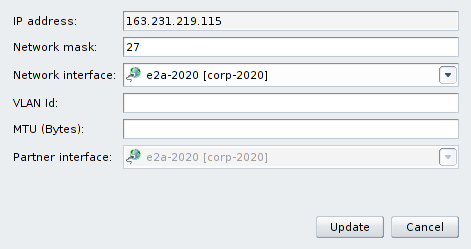 IP address: 163.231.219.115
Network mask: 27
Network interface: e2a-2020 [corp-2020]
VLAN Id:
MTU (Bytes):
Partner interface: e2a-2020 [corp-2020]
Update Cancel